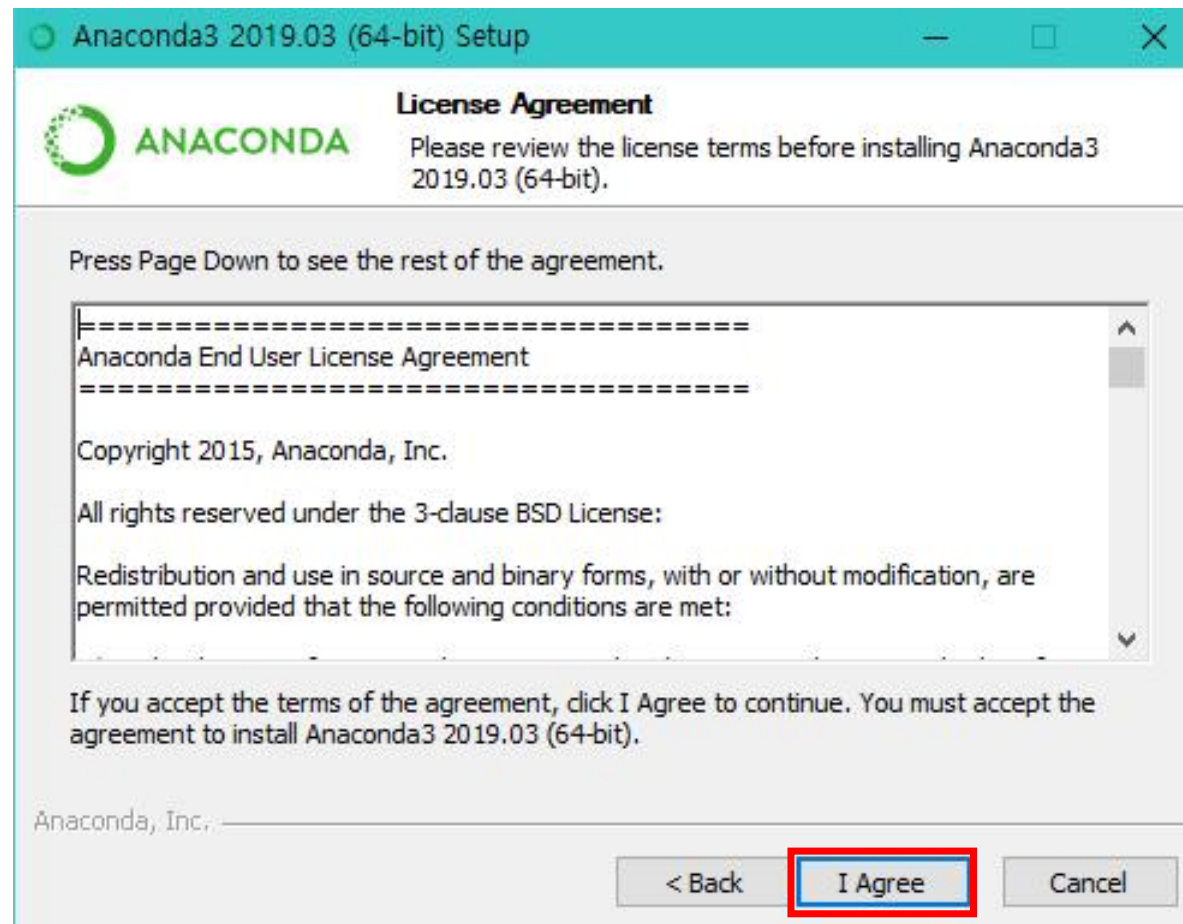 Anaconda3 2019.03 (64-bit) Setup
ANACONDA
License Agreement
Please review the license terms before installing Anaconda3
2019.03 (64-bit).
Press Page Down to see the rest of the agreement.
===================================
Anaconda End User License Agreement
===================================
Copyright 2015, Anaconda, Inc.
All rights reserved under the 3-clause BSD License:
Redistribution and use in source and binary forms, with or without modification, are
permitted provided that the following conditions are met:
If you accept the terms of the agreement, click I Agree to continue. You must accept the
agreement to install Anaconda3 2019.03 (64-bit).
Anaconda, Inc.
< Back
I Agree
Cancel